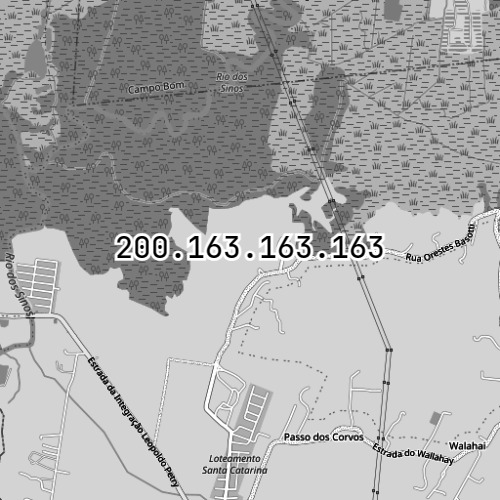 Rio dos
Sinos
Campo Bom
200.163.163.163
Rua Orestes Basotti
Rio dos Sinos
Estrada da Integração Leopoldo Petry
Passo dos Corvos
Walahai
Estrada do Wallahay
Loteamento
Santa Catarina